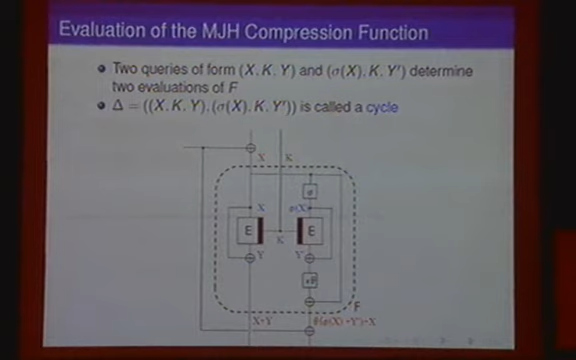 Evaluation of the MJH Compression Function
Two queries of form (X, K, Y) and (σ(X), K, Y′) determine
two evaluations of F
Δ = ((X, K, Y), (σ(X), K, Y′)) is called a cycle
X K
σ
X σ(X)
E E
K
Y Y′
F
X+Y